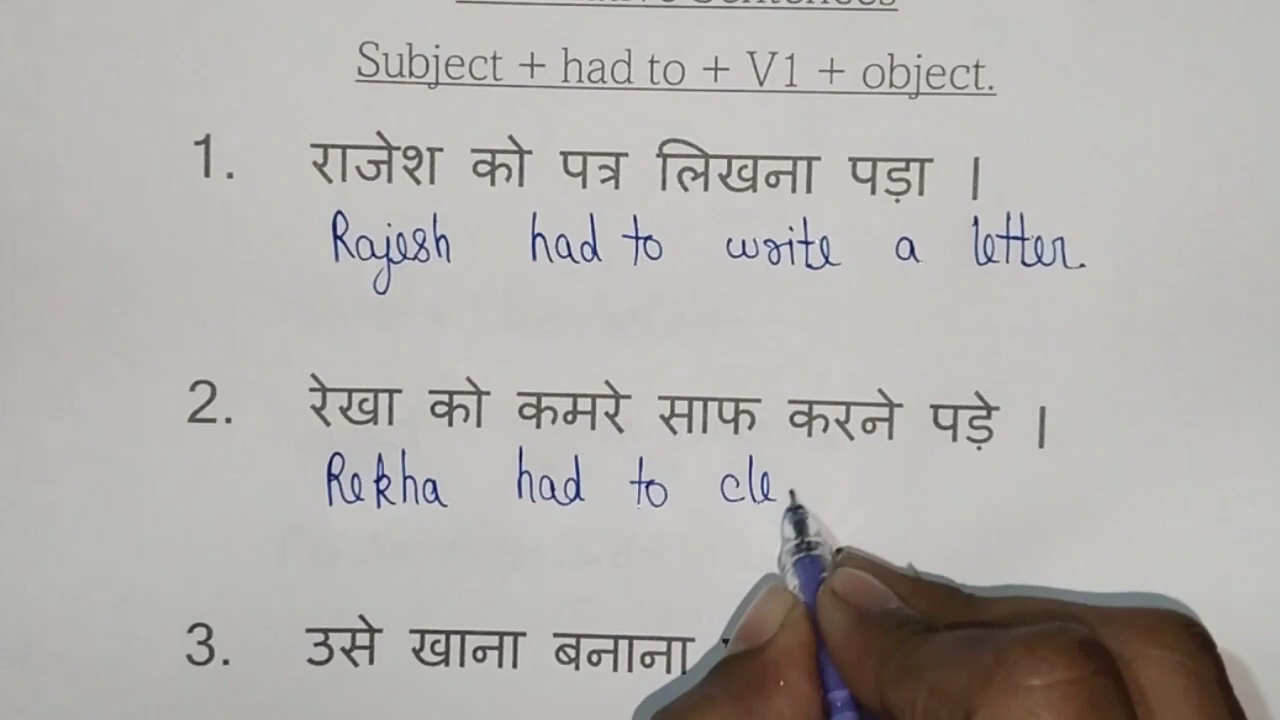 Sentences
Subject + had to + V1 + object.
1. राजेश को पत्र लिखना पड़ा ।
Rajesh had to write a letter.
2. रेखा को कमरे साफ करने पड़े ।
Rekha had to cle
3. उसे खाना बनाना